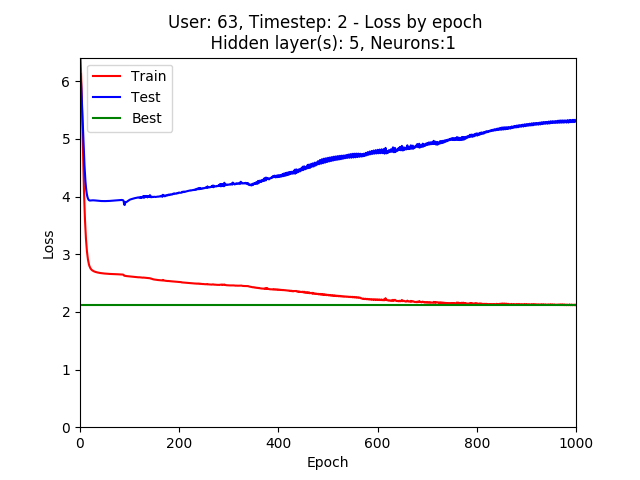 User: 63, Timestep: 2 - Loss by epoch
Hidden layer(s): 5, Neurons:1
Train
Test
Best
6
5
4
3
2
1
0
Loss
0 200 400 600 800 1000
Epoch